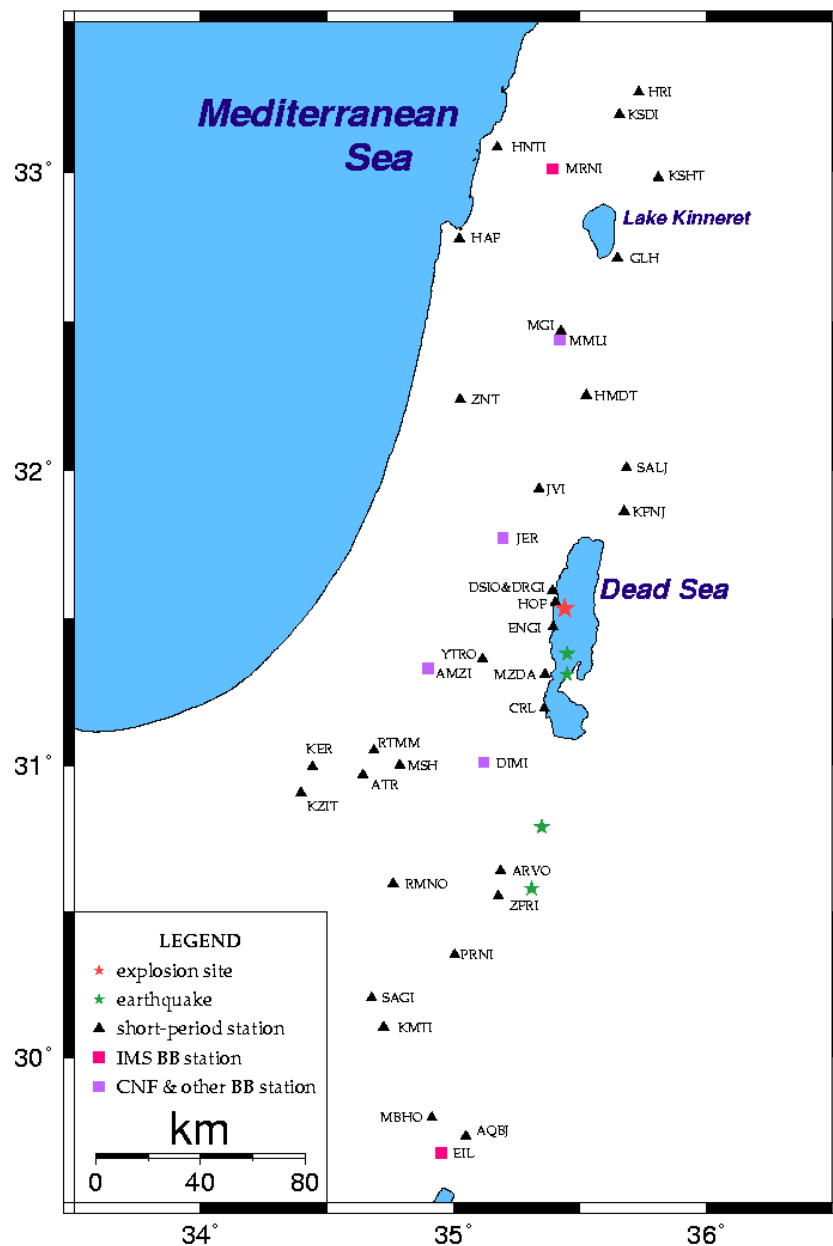 HRI
KSDI
Mediterranean
Sea
HNTI
MRNI
33°
KSHT
Lake Kinneret
HAP
GLH
MGI
MMLI
ZNT
HMDT
32°
SALJ
JVI
KFNJ
JER
DSIO&DRGI
Dead Sea
HOP
ENGI
YTRO
AMZI
MZDA
CRL
KER
RTMM
31°
MSH
DIMI
ATR
KZIT
ARVO
RMNO
ZFRI
LEGEND
PRNI
explosion site
earthquake
SAGI
short-period station
KMTI
IMS BB station
30°
CNF & other BB station
MBHO
km
AQBJ
EIL
0 40 80
34° 35° 36°